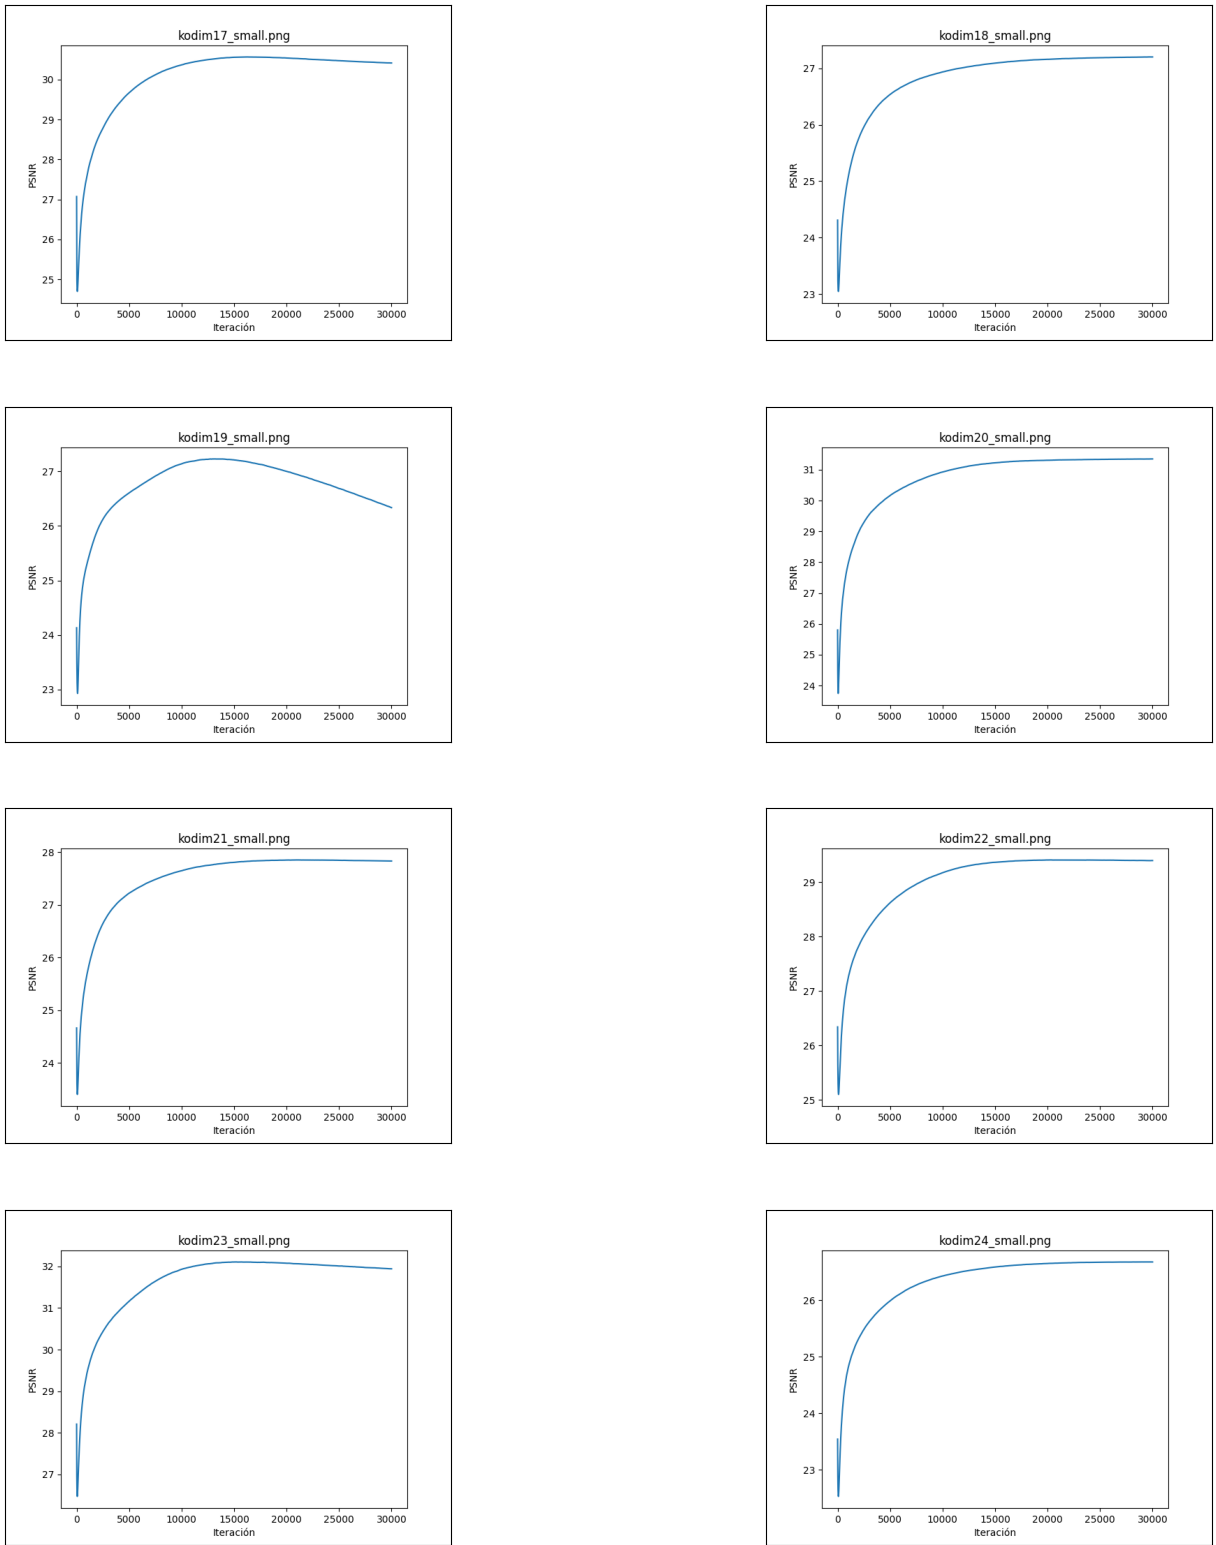 kodim17_small.png
PSNR
30
29
28
27
26
25
0 5000 10000 15000 20000 25000 30000
Iteración
kodim18_small.png
PSNR
27
26
25
24
23
0 5000 10000 15000 20000 25000 30000
Iteración
kodim19_small.png
PSNR
27
26
25
24
23
0 5000 10000 15000 20000 25000 30000
Iteración
kodim20_small.png
PSNR
31
30
29
28
27
26
25
24
0 5000 10000 15000 20000 25000 30000
Iteración
kodim21_small.png
PSNR
28
27
26
25
24
0 5000 10000 15000 20000 25000 30000
Iteración
kodim22_small.png
PSNR
29
28
27
26
25
0 5000 10000 15000 20000 25000 30000
Iteración
kodim23_small.png
PSNR
32
31
30
29
28
27
0 5000 10000 15000 20000 25000 30000
Iteración
kodim24_small.png
PSNR
26
25
24
23
0 5000 10000 15000 20000 25000 30000
Iteración